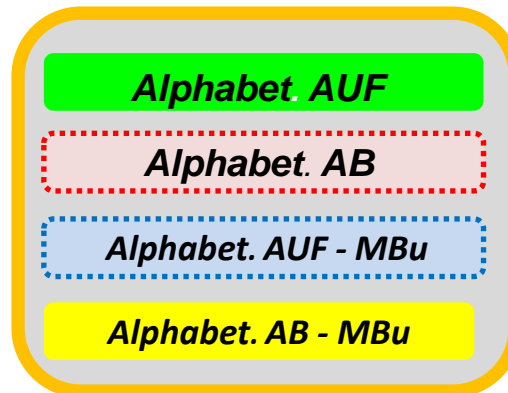 Alphabet. AUF
Alphabet. AB
Alphabet. AUF - MBu
Alphabet. AB - MBu